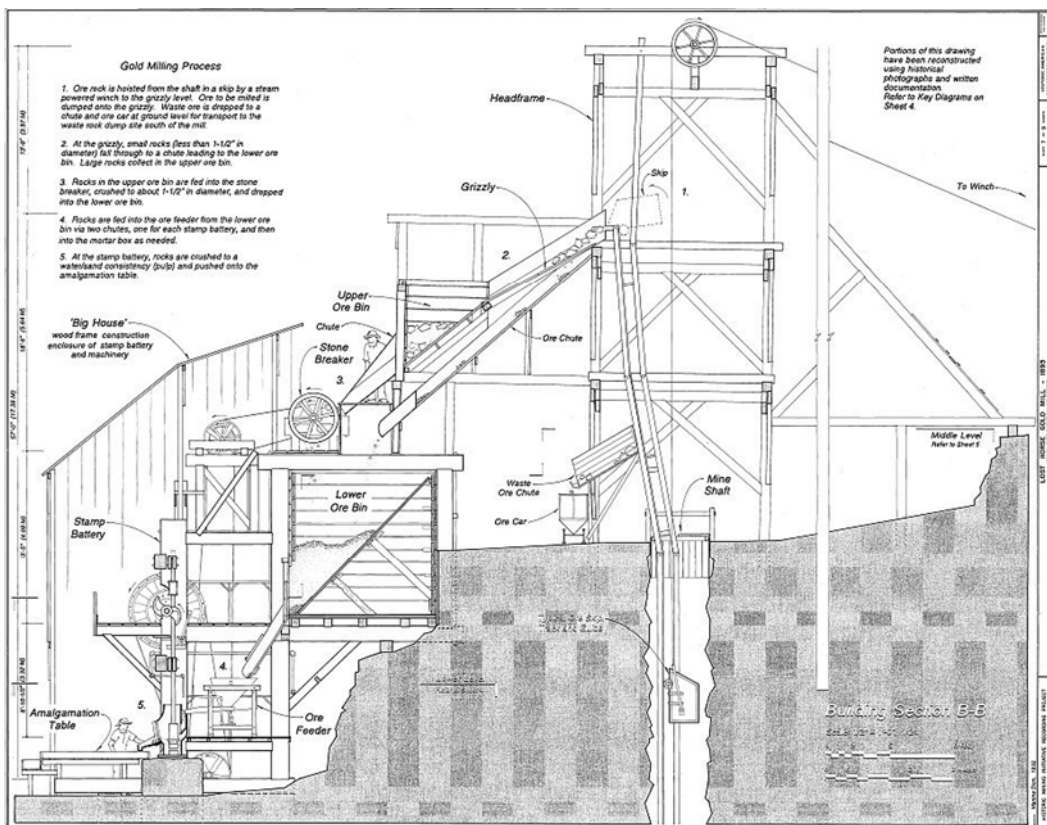 Gold Milling Process
1. Ore rock is hoisted from the shaft in a skip by a steam
powered winch to the grizzly level. Ore to be milled is
dumped onto the grizzly. Waste ore is dropped to a
chute and ore car at ground level for transport to the
waste rock dump site south of the mill.
2. At the grizzly, small rocks (less than 1-1/2" in
diameter) fall through to a chute leading to the lower ore
bin. Large rocks collect in the upper ore bin.
3. Rocks in the upper ore bin are fed into the stone
breaker, crushed to about 1-1/2" in diameter, and dropped
into the lower ore bin.
4. Rocks are fed into the ore feeder from the lower ore
bin via two chutes, one for each stamp battery, and then
into the mortar box as needed.
5. At the stamp battery, rocks are crushed to a
water/sand consistency (pulp) and pushed onto the
amalgamation table.
Portions of this drawing
have been reconstructed
using historical
photographs and written
documentation.
Refer to Key Diagrams on
Sheet 4.
Headframe
Skip
1.
To Winch
Grizzly
2.
Upper
Ore Bin
Chute
Ore Chute
'Big House'
wood frame construction
enclosure of stamp battery
and machinery
Stone
Breaker
3.
Middle Level
Refer to Sheet 5
Waste
Ore Chute
Mine
Shaft
Ore Car
Lower
Ore Bin
Stamp
Battery
4.
5.
Ore
Feeder
Amalgamation
Table
Building Section B-B
LOST HORSE GOLD MILL - 1893
HISTORIC MINING INITIATIVE RECORDING PROJECT
57'-0" (17.38 M)